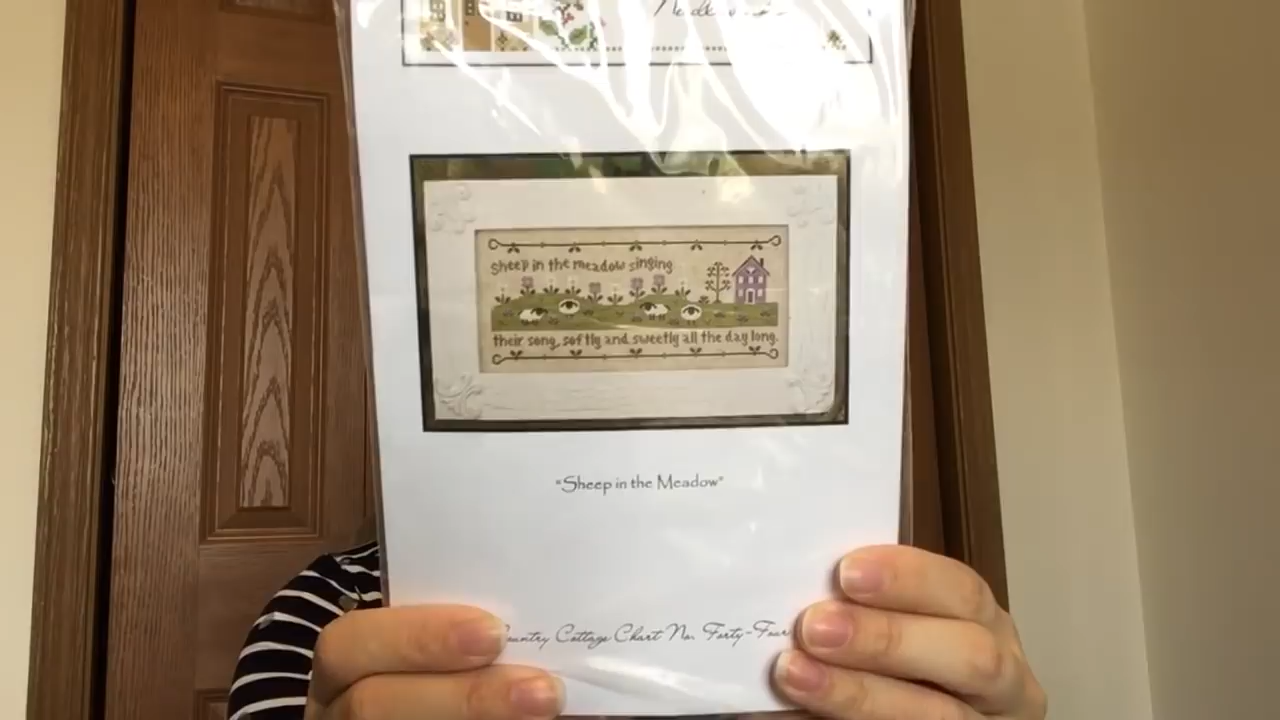 sheep in the meadow singing
their song, softly and sweetly all the day long.
"Sheep in the Meadow"
Country Cottage Chart No. Forty-Four